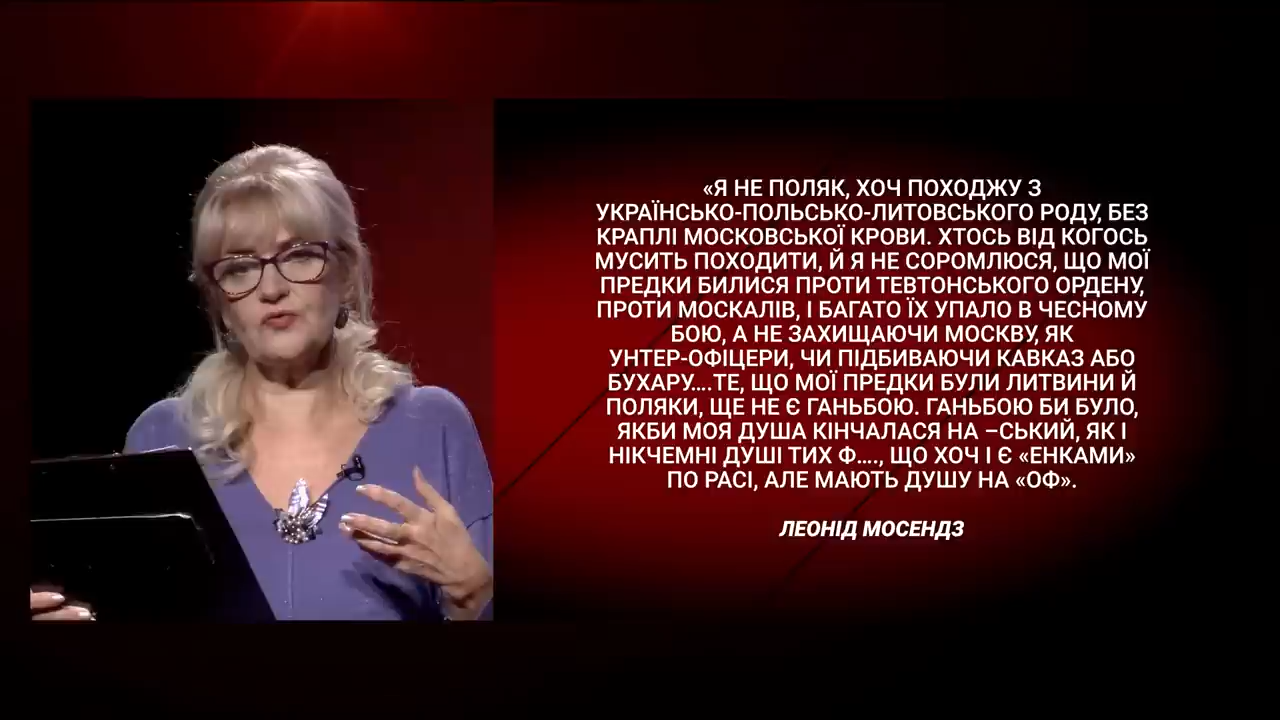 «Я НЕ ПОЛЯК, ХОЧ ПОХОДЖУ З
УКРАЇНСЬКО-ПОЛЬСЬКО-ЛИТОВСЬКОГО РОДУ, БЕЗ
КРАПЛІ МОСКОВСЬКОЇ КРОВИ. ХТОСЬ ВІД КОГОСЬ
МУСИТЬ ПОХОДИТИ, Й Я НЕ СОРОМЛЮСЯ, ЩО МОЇ
ПРЕДКИ БИЛИСЯ ПРОТИ ТЕВТОНСЬКОГО ОРДЕНУ,
ПРОТИ МОСКАЛІВ, І БАГАТО ЇХ УПАЛО В ЧЕСНОМУ
БОЮ, А НЕ ЗАХИЩАЮЧИ МОСКВУ, ЯК
УНТЕР-ОФІЦЕРИ, ЧИ ПІДБИВАЮЧИ КАВКАЗ АБО
БУХАРУ....ТЕ, ЩО МОЇ ПРЕДКИ БУЛИ ЛИТВИНИ Й
ПОЛЯКИ, ЩЕ НЕ Є ГАНЬБОЮ. ГАНЬБОЮ БИ БУЛО,
ЯКБИ МОЯ ДУША КІНЧАЛАСЯ НА –СЬКИЙ, ЯК І
НІКЧЕМНІ ДУШІ ТИХ Ф...., ЩО ХОЧ І Є «ЕНКАМИ»
ПО РАСІ, АЛЕ МАЮТЬ ДУШУ НА «ОФ».
ЛЕОНІД МОСЕНДЗ